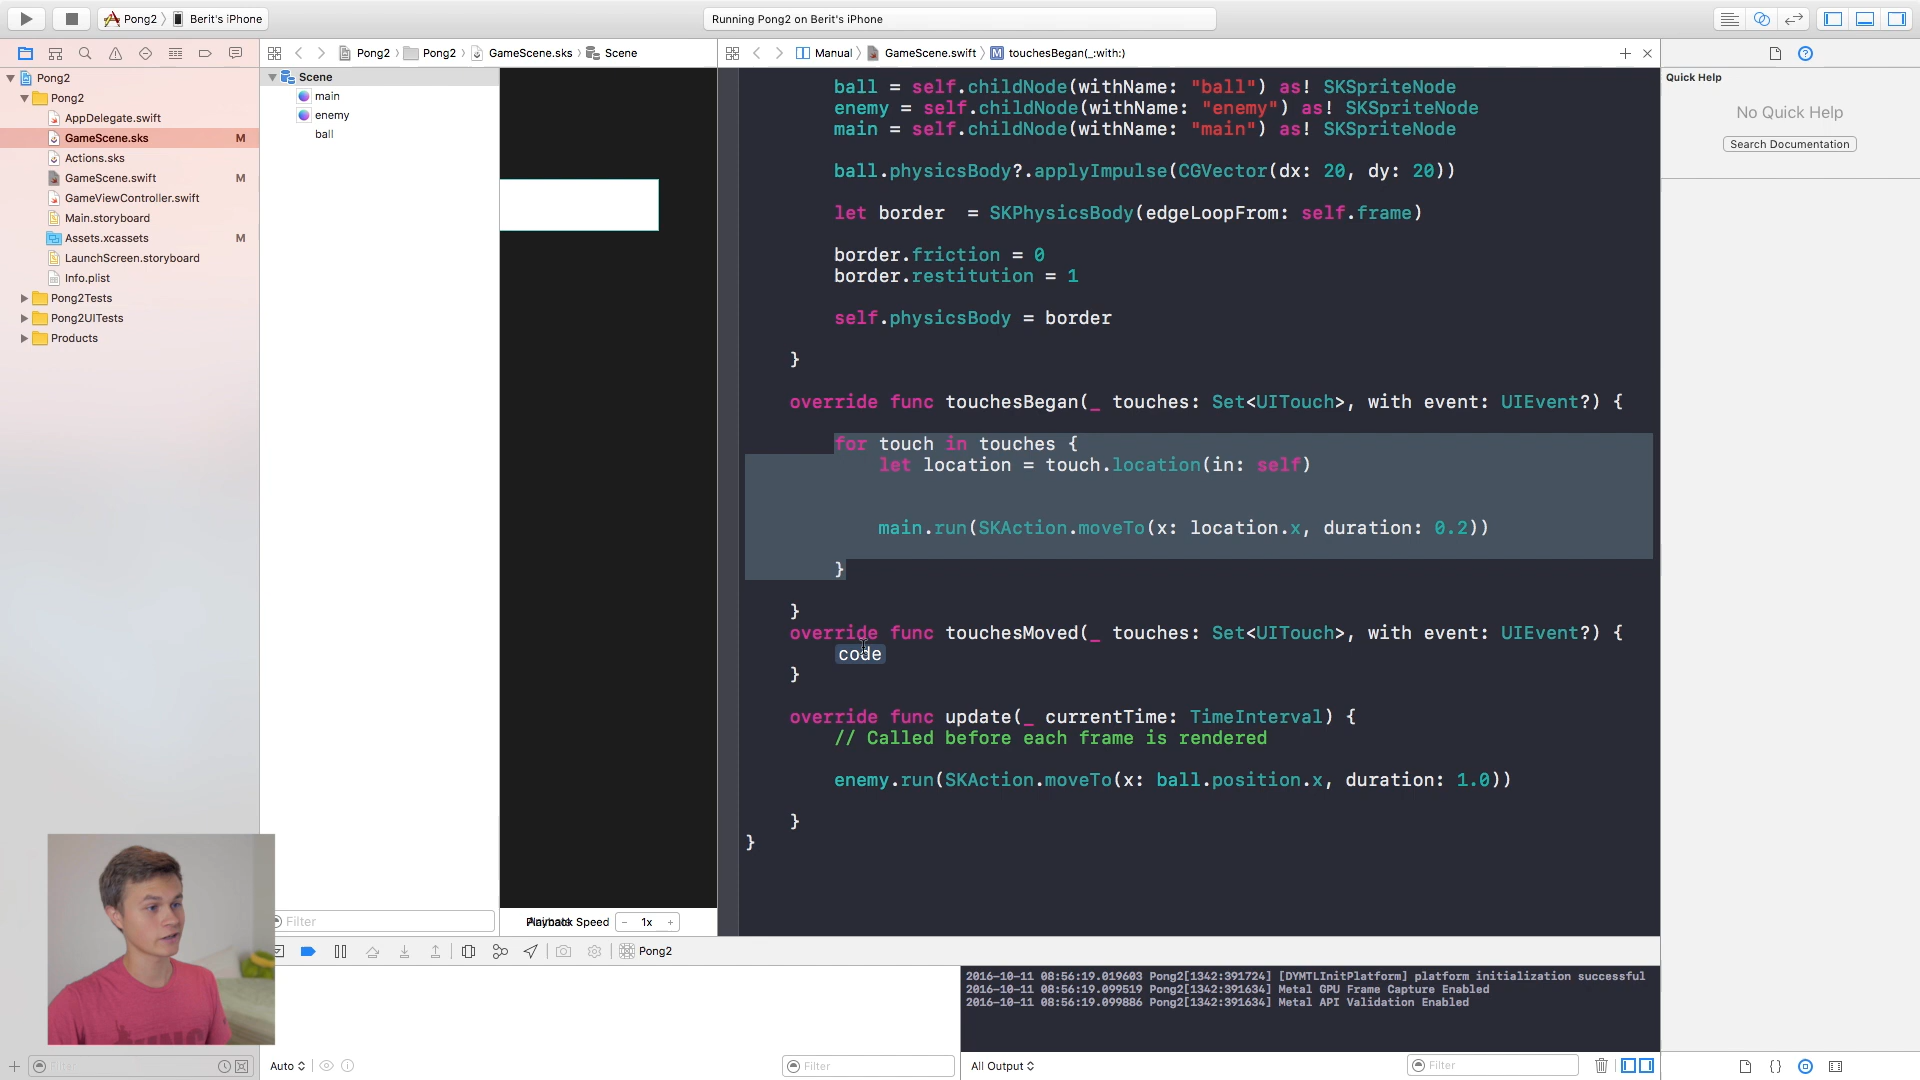 Pong2
Berit's iPhone
Running Pong2 on Berit's iPhone
Pong2
Pong2
GameScene.sks
Scene
Manual
GameScene.swift
M
touchesBegan(_:with:)
Quick Help
No Quick Help
Search Documentation
Pong2
Pong2
AppDelegate.swift
GameScene.sks
M
Actions.sks
GameScene.swift
M
GameViewController.swift
Main.storyboard
Assets.xcassets
M
LaunchScreen.storyboard
Info.plist
Pong2Tests
Pong2UITests
Products
Scene
main
enemy
ball
ball = self.childNode(withName: "ball") as! SKSpriteNode
enemy = self.childNode(withName: "enemy") as! SKSpriteNode
main = self.childNode(withName: "main") as! SKSpriteNode
ball.physicsBody?.applyImpulse(CGVector(dx: 20, dy: 20))
let border  = SKPhysicsBody(edgeLoopFrom: self.frame)
border.friction = 0
border.restitution = 1
self.physicsBody = border
}
override func touchesBegan(_ touches: Set<UITouch>, with event: UIEvent?) {
for touch in touches {
let location = touch.location(in: self)
main.run(SKAction.moveTo(x: location.x, duration: 0.2))
}
}
override func touchesMoved(_ touches: Set<UITouch>, with event: UIEvent?) {
code
}
override func update(_ currentTime: TimeInterval) {
// Called before each frame is rendered
enemy.run(SKAction.moveTo(x: ball.position.x, duration: 1.0))
}
}
Filter
Speed
- 1x +
Pong2
2016-10-11 08:56:19.019603 Pong2[1342:391724] [DYMTLInitPlatform] platform initialization successful
2016-10-11 08:56:19.099519 Pong2[1342:391634] Metal GPU Frame Capture Enabled
2016-10-11 08:56:19.099886 Pong2[1342:391634] Metal API Validation Enabled
Filter
Auto
Filter
All Output
Filter
{}